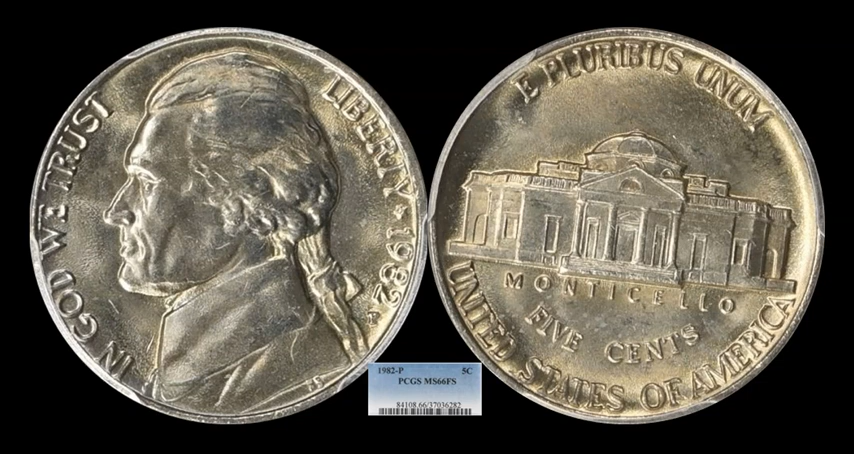 IN GOD WE TRUST
LIBERTY ★ 1982
P
FS
E PLURIBUS UNUM
MONTICELLO
FIVE CENTS
UNITED STATES OF AMERICA
1982-P 5C
PCGS MS66FS
84108.66/37036282